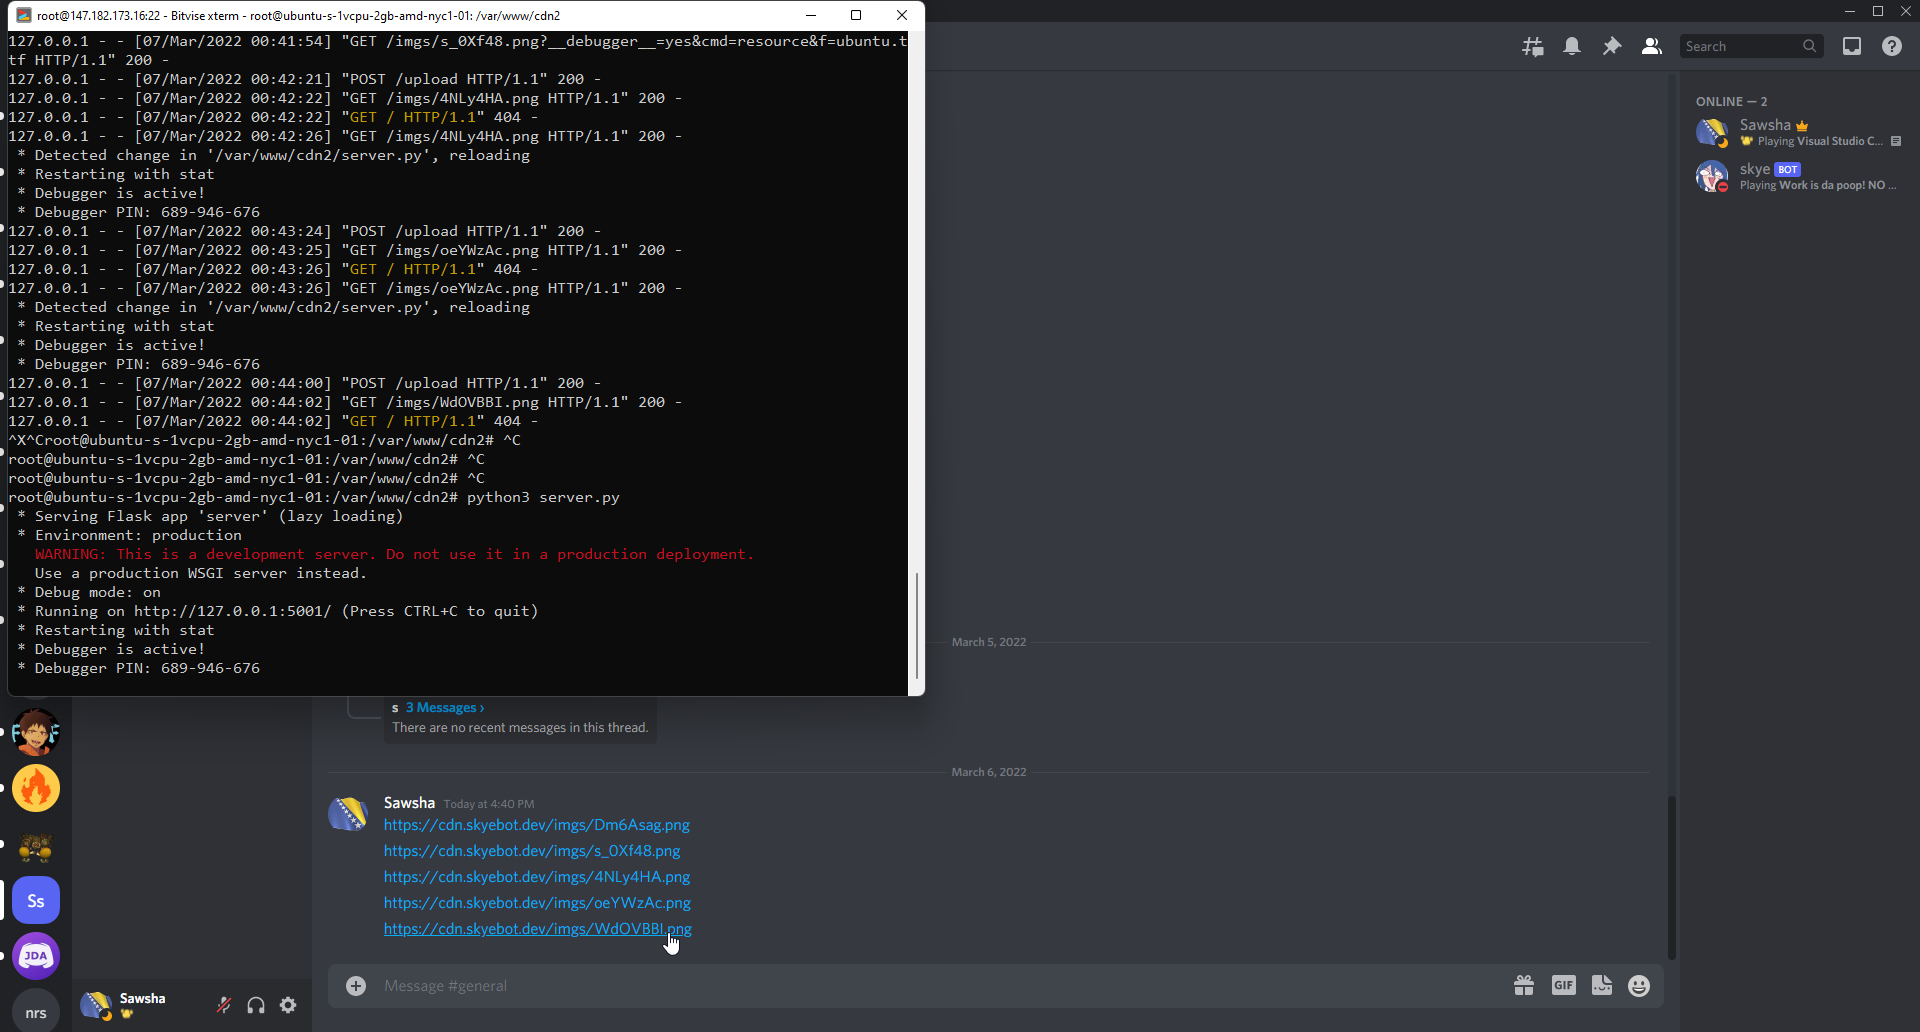 root@147.182.173.16:22 - Bitvise xterm - root@ubuntu-s-1vcpu-2gb-amd-nyc1-01: /var/www/cdn2
127.0.0.1 - - [07/Mar/2022 00:41:54] "GET /imgs/s_0Xf48.png?__debugger__=yes&cmd=resource&f=ubuntu.t
tf HTTP/1.1" 200 -
127.0.0.1 - - [07/Mar/2022 00:42:21] "POST /upload HTTP/1.1" 200 -
127.0.0.1 - - [07/Mar/2022 00:42:22] "GET /imgs/4NLy4HA.png HTTP/1.1" 200 -
127.0.0.1 - - [07/Mar/2022 00:42:22] "GET / HTTP/1.1" 404 -
127.0.0.1 - - [07/Mar/2022 00:42:26] "GET /imgs/4NLy4HA.png HTTP/1.1" 200 -
* Detected change in '/var/www/cdn2/server.py', reloading
* Restarting with stat
* Debugger is active!
* Debugger PIN: 689-946-676
127.0.0.1 - - [07/Mar/2022 00:43:24] "POST /upload HTTP/1.1" 200 -
127.0.0.1 - - [07/Mar/2022 00:43:25] "GET /imgs/oeYWzAc.png HTTP/1.1" 200 -
127.0.0.1 - - [07/Mar/2022 00:43:26] "GET / HTTP/1.1" 404 -
127.0.0.1 - - [07/Mar/2022 00:43:26] "GET /imgs/oeYWzAc.png HTTP/1.1" 200 -
* Detected change in '/var/www/cdn2/server.py', reloading
* Restarting with stat
* Debugger is active!
* Debugger PIN: 689-946-676
127.0.0.1 - - [07/Mar/2022 00:44:00] "POST /upload HTTP/1.1" 200 -
127.0.0.1 - - [07/Mar/2022 00:44:02] "GET /imgs/WdOVBBI.png HTTP/1.1" 200 -
127.0.0.1 - - [07/Mar/2022 00:44:02] "GET / HTTP/1.1" 404 -
^X^Croot@ubuntu-s-1vcpu-2gb-amd-nyc1-01:/var/www/cdn2# ^C
root@ubuntu-s-1vcpu-2gb-amd-nyc1-01:/var/www/cdn2# ^C
root@ubuntu-s-1vcpu-2gb-amd-nyc1-01:/var/www/cdn2# ^C
root@ubuntu-s-1vcpu-2gb-amd-nyc1-01:/var/www/cdn2# python3 server.py
* Serving Flask app 'server' (lazy loading)
* Environment: production
WARNING: This is a development server. Do not use it in a production deployment.
Use a production WSGI server instead.
* Debug mode: on
* Running on http://127.0.0.1:5001/ (Press CTRL+C to quit)
* Restarting with stat
* Debugger is active!
* Debugger PIN: 689-946-676
Search
ONLINE — 2
Sawsha
Playing Visual Studio C...
skye BOT
Playing Work is da poop! NO ...
March 5, 2022
s 3 Messages ›
There are no recent messages in this thread.
March 6, 2022
Sawsha Today at 4:40 PM
https://cdn.skyebot.dev/imgs/Dm6Asag.png
https://cdn.skyebot.dev/imgs/s_0Xf48.png
https://cdn.skyebot.dev/imgs/4NLy4HA.png
https://cdn.skyebot.dev/imgs/oeYWzAc.png
https://cdn.skyebot.dev/imgs/WdOVBBI.png
Message #general
GIF
Ss
JDA
nrs
Sawsha